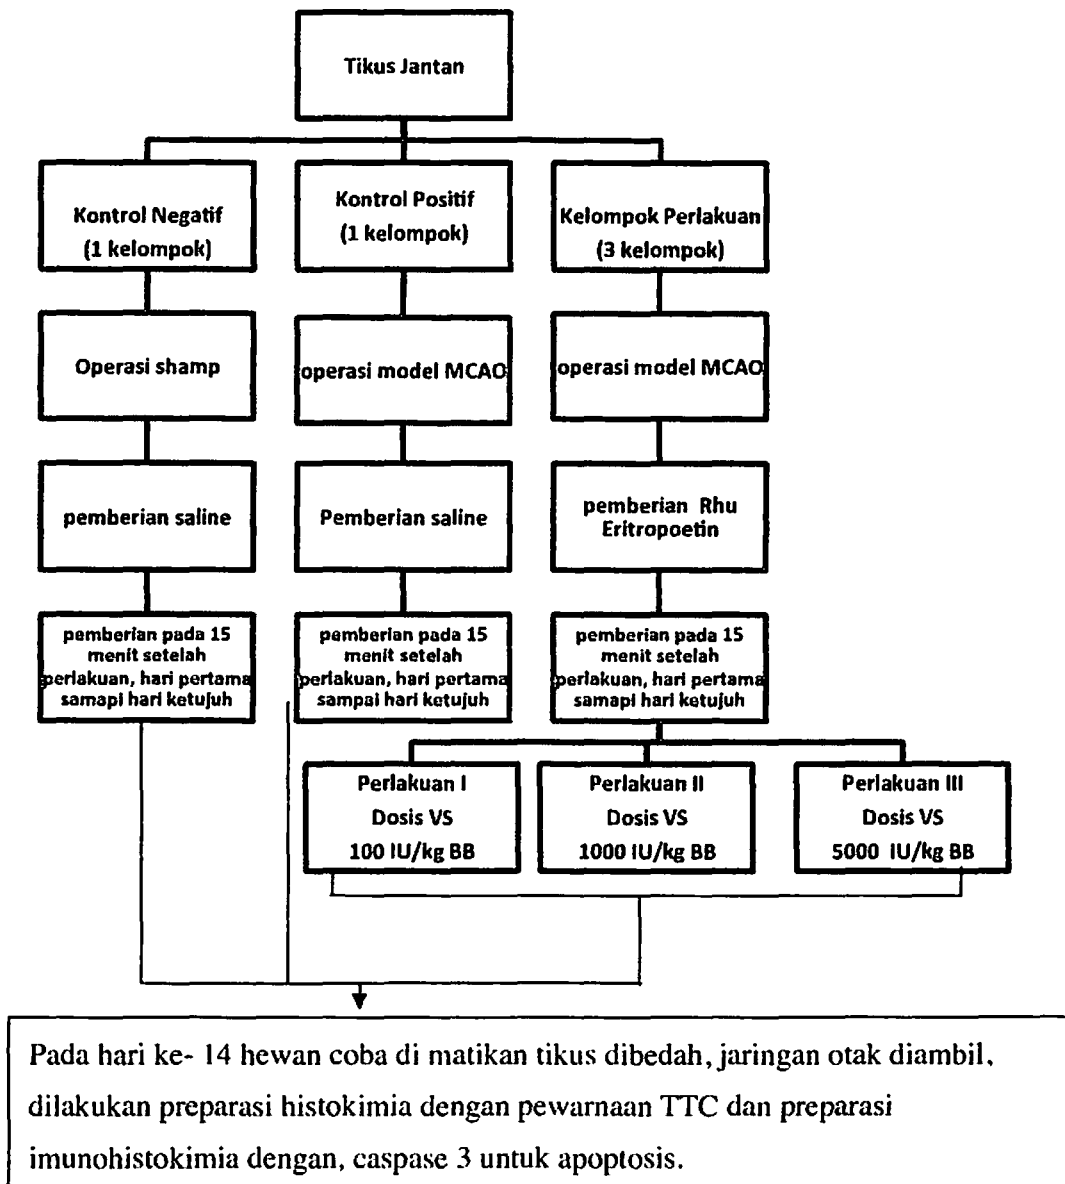 Tikus Jantan
Kontrol Negatif
(1 kelompok)
Kontrol Positif
(1 kelompok)
Kelompok Perlakuan
(3 kelompok)
Operasi shamp
operasi model MCAO
operasi model MCAO
pemberian saline
Pemberian saline
pemberian Rhu
Eritropoetin
pemberian pada 15
menit setelah
perlakuan, hari pertama
samapi hari ketujuh
pemberian pada 15
menit setelah
perlakuan, hari pertama
sampai hari ketujuh
pemberian pada 15
menit setelah
perlakuan, hari pertama
samapi hari ketujuh
Perlakuan I
Dosis VS
100 IU/kg BB
Perlakuan II
Dosis VS
1000 IU/kg BB
Perlakuan III
Dosis VS
5000 IU/kg BB
Pada hari ke- 14 hewan coba di matikan tikus dibedah, jaringan otak diambil,
dilakukan preparasi histokimia dengan pewarnaan TTC dan preparasi
imunohistokimia dengan, caspase 3 untuk apoptosis.